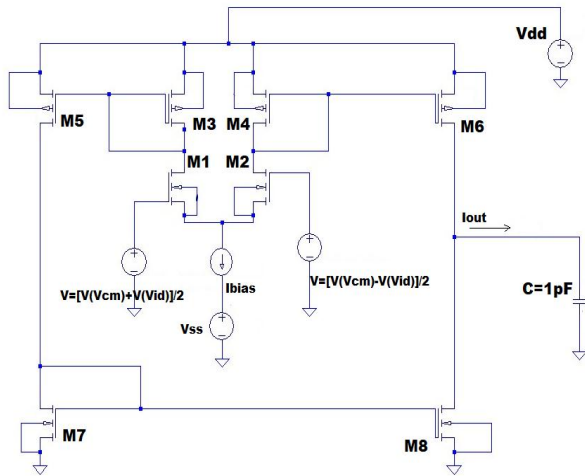 Vdd
M5
M3
M4
M6
M1
M2
Iout
V=[V(Vcm)+V(Vid)]/2
Ibias
V=[V(Vcm)-V(Vid)]/2
C=1pF
Vss
M7
M8